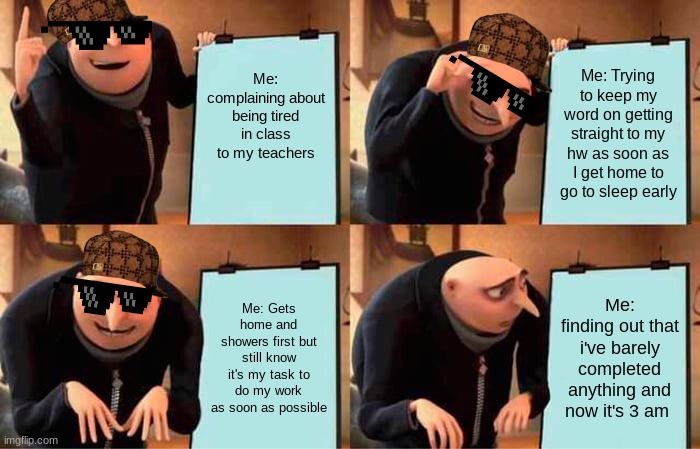 Me:
complaining about
being tired
in class
to my teachers
Me: Trying
to keep my
word on getting
straight to my
hw as soon as
I get home to
go to sleep early
Me: Gets
home and
showers first but
still know
it's my task to
do my work
as soon as possible
Me:
finding out that
i've barely
completed
anything and
now it's 3 am
imgflip.com